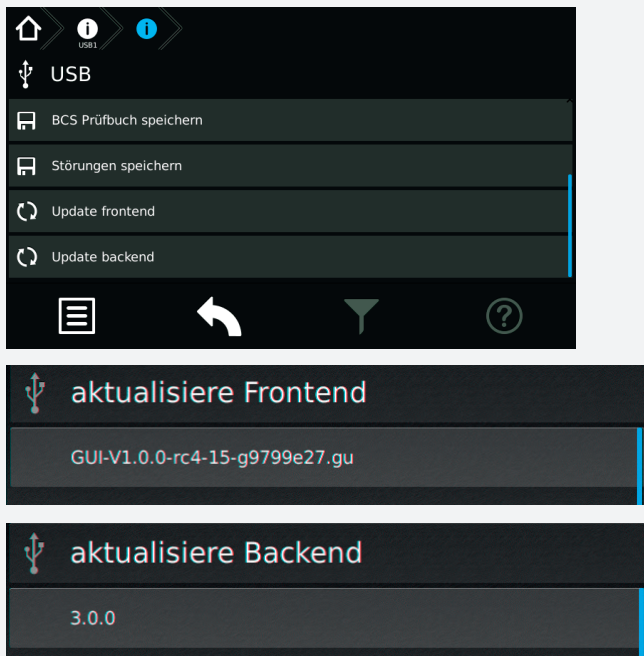 USB1
USB
BCS Prüfbuch speichern
Störungen speichern
Update frontend
Update backend
aktualisiere Frontend
GUI-V1.0.0-rc4-15-g9799e27.gu
aktualisiere Backend
3.0.0